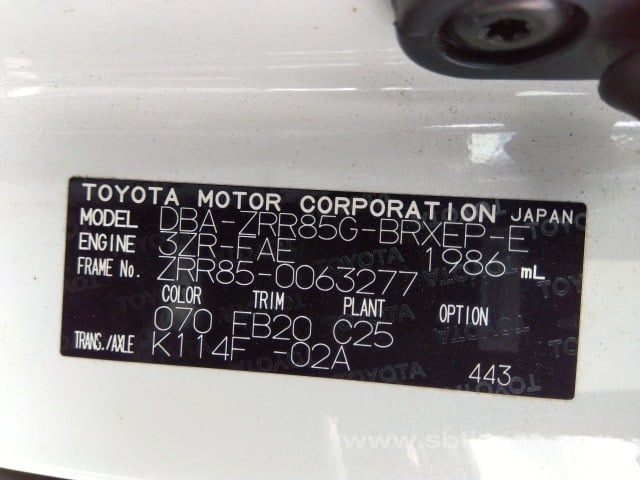 TOYOTA MOTOR CORPORATION JAPAN
MODEL DBA-ZRR85G-BRXEP-E
ENGINE 3ZR-FAE 1986 mL
FRAME No. ZRR85-0063277
COLOR TRIM PLANT OPTION
070 EB20 C25
TRANS./AXLE K114F -02A 443